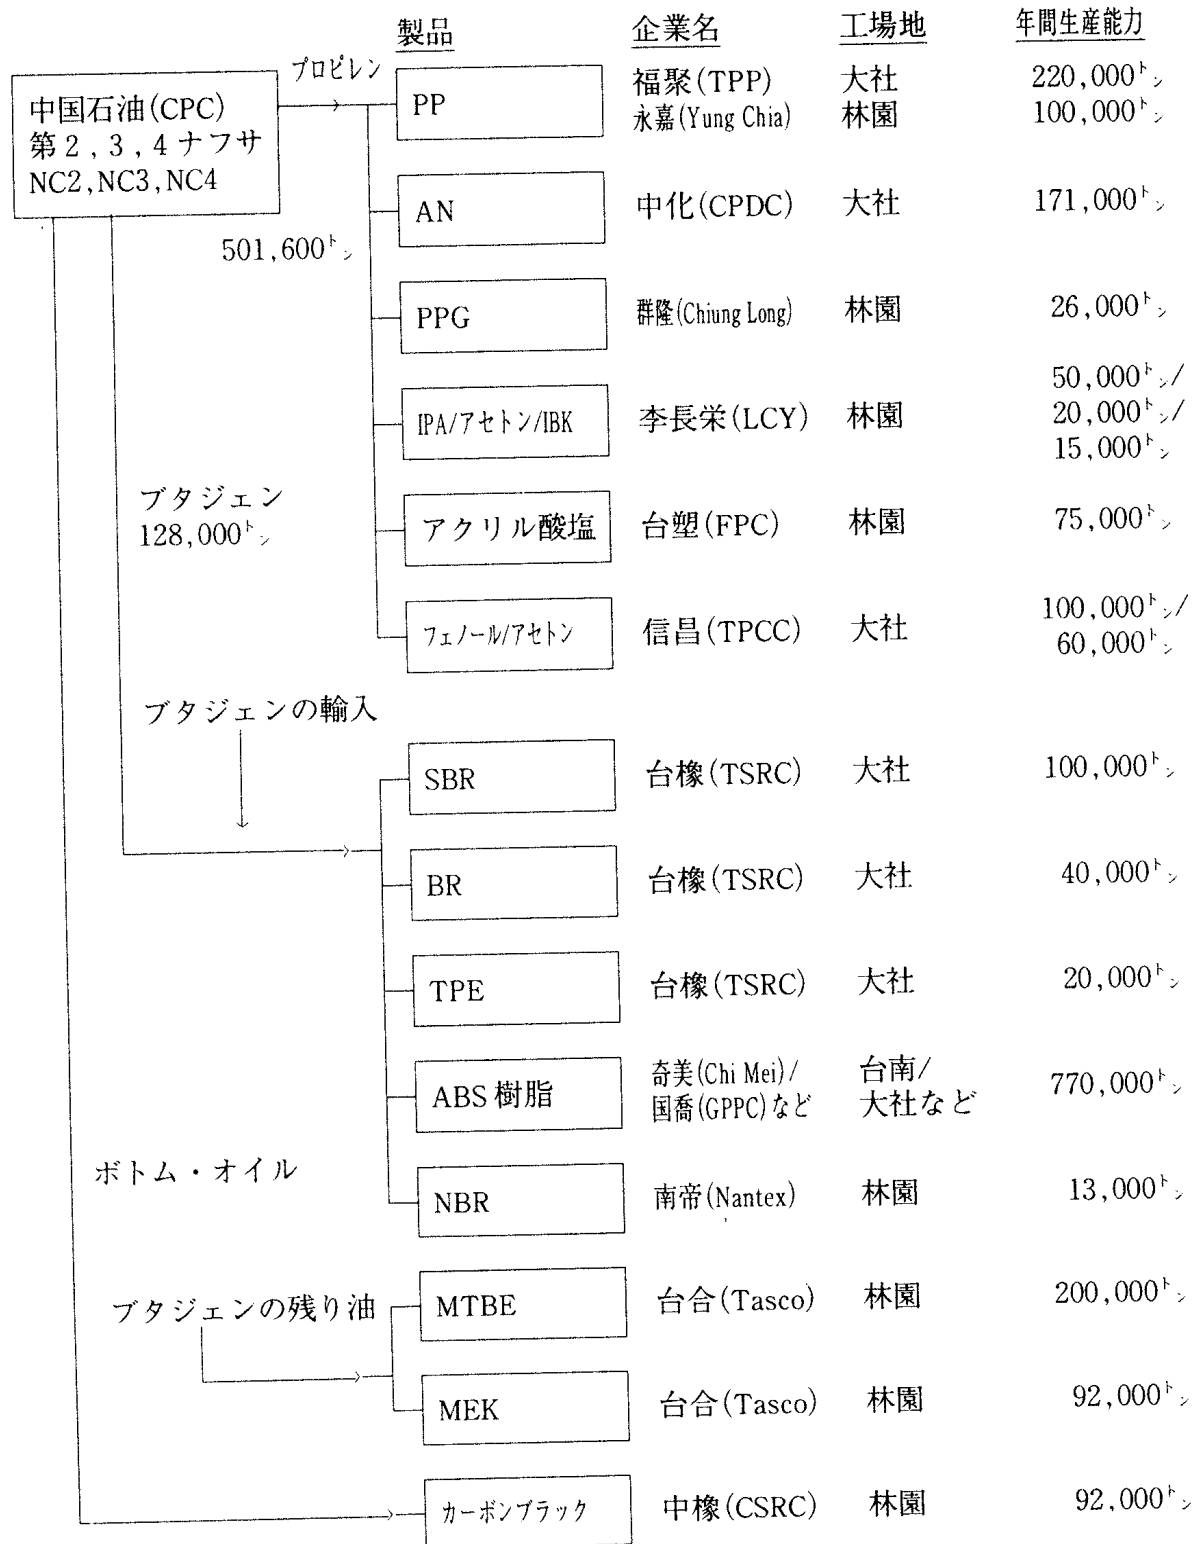 製品 企業名 工場地 年間生産能力
中国石油(CPC)
第2,3,4ナフサ
NC2,NC3,NC4
プロピレン
501,600トン
PP 福聚(TPP) 大社 220,000トン
永嘉(Yung Chia) 林園 100,000トン
AN 中化(CPDC) 大社 171,000トン
PPG 群隆(Chiung Long) 林園 26,000トン
IPA/アセトン/IBK 李長栄(LCY) 林園 50,000トン/
20,000トン/
15,000トン
ブタジェン
128,000トン
アクリル酸塩 台塑(FPC) 林園 75,000トン
フェノール/アセトン 信昌(TPCC) 大社 100,000トン/
60,000トン
ブタジェンの輸入
SBR 台橡(TSRC) 大社 100,000トン
BR 台橡(TSRC) 大社 40,000トン
TPE 台橡(TSRC) 大社 20,000トン
ABS樹脂 奇美(Chi Mei)/ 台南/ 770,000トン
国喬(GPPC)など 大社など
ボトム・オイル
NBR 南帝(Nantex) 林園 13,000トン
ブタジェンの残り油
MTBE 台合(Tasco) 林園 200,000トン
MEK 台合(Tasco) 林園 92,000トン
カーボンブラック 中橡(CSRC) 林園 92,000トン